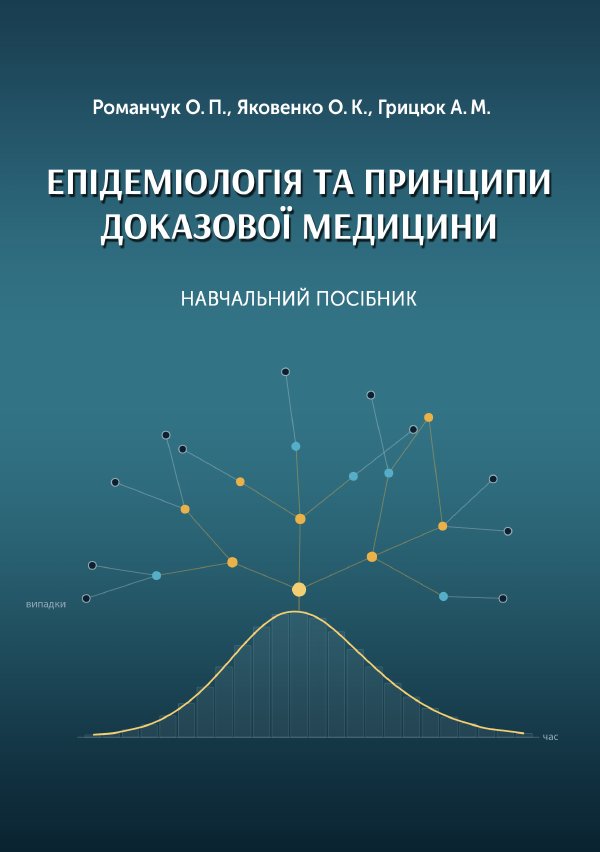 Романчук О. П., Яковенко О. К., Грицюк А. М.
ЕПІДЕМІОЛОГІЯ ТА ПРИНЦИПИ
ДОКАЗОВОЇ МЕДИЦИНИ
НАВЧАЛЬНИЙ ПОСІБНИК
випадки
час